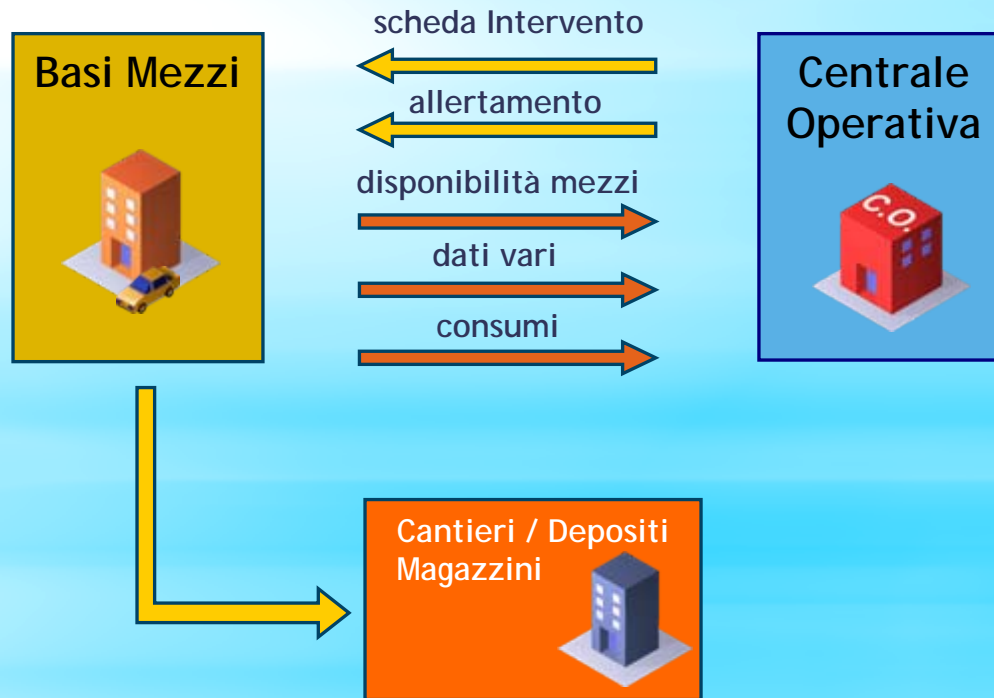 scheda Intervento
Basi Mezzi
Centrale
Operativa
allertamento
disponibilità mezzi
C.O.
dati vari
consumi
Cantieri / Depositi
Magazzini